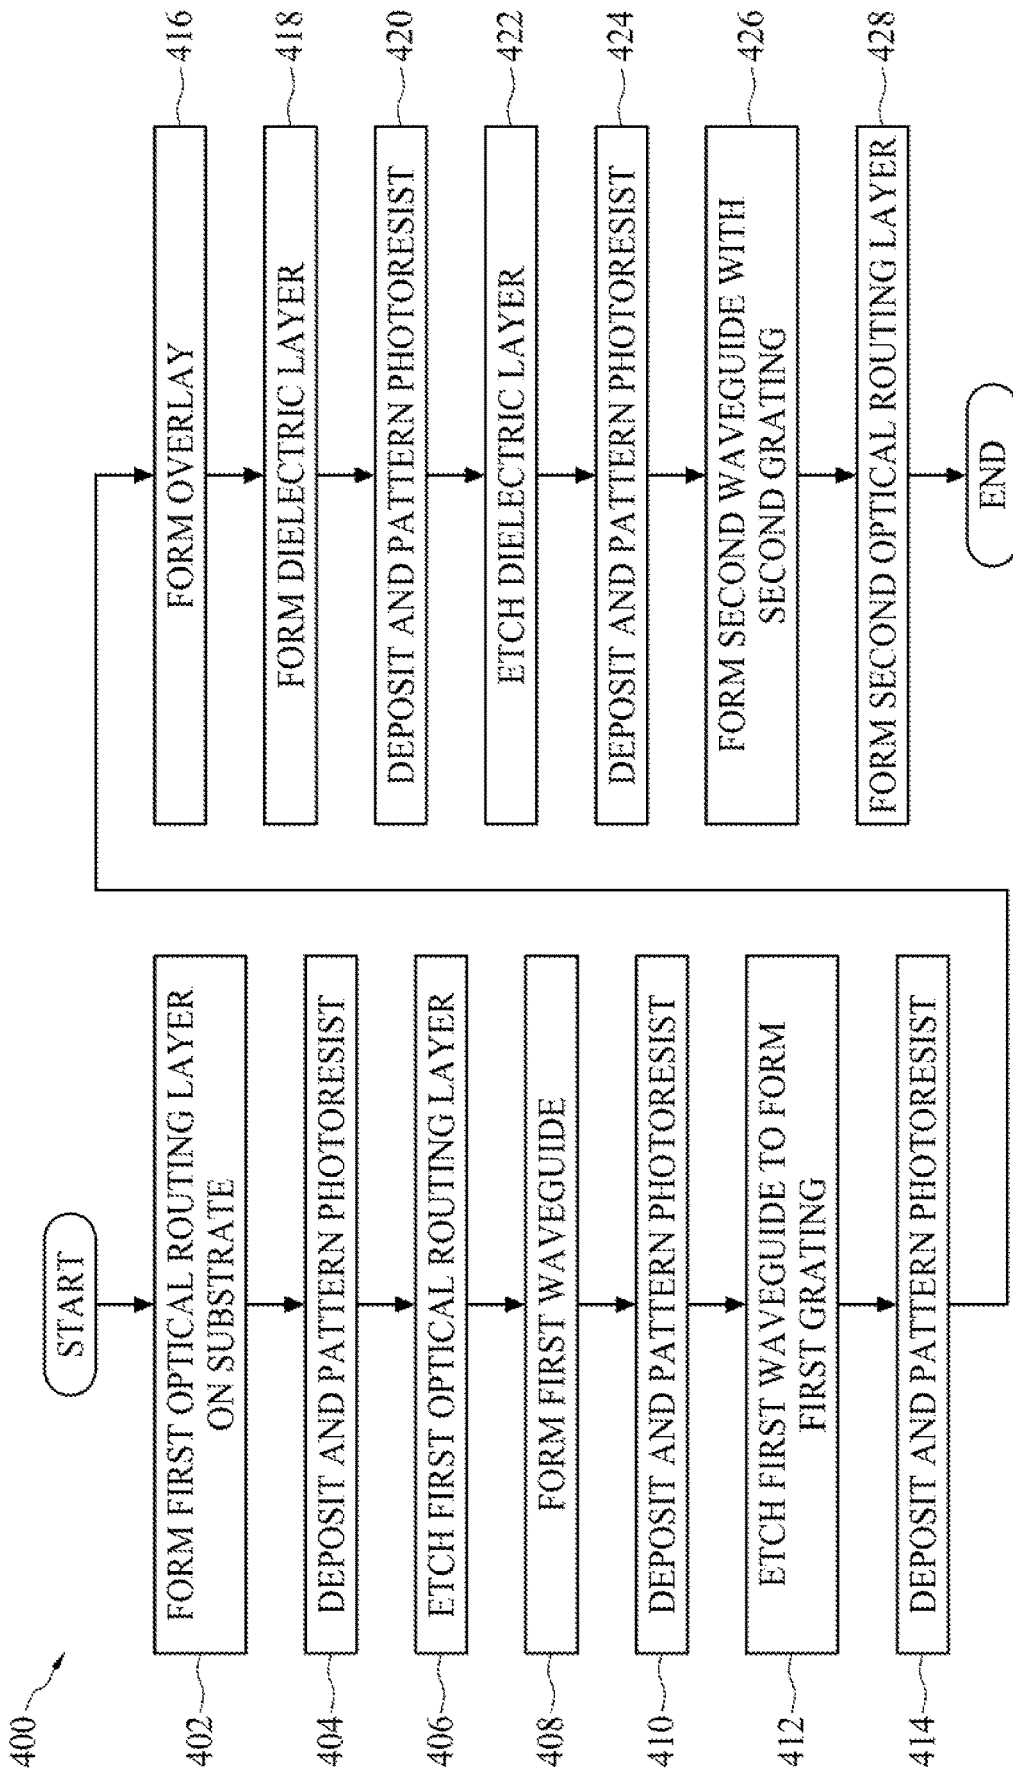 400
START
402
FORM FIRST OPTICAL ROUTING LAYER
ON SUBSTRATE
404
DEPOSIT AND PATTERN PHOTORESIST
406
ETCH FIRST OPTICAL ROUTING LAYER
408
FORM FIRST WAVEGUIDE
410
DEPOSIT AND PATTERN PHOTORESIST
412
ETCH FIRST WAVEGUIDE TO FORM
FIRST GRATING
414
DEPOSIT AND PATTERN PHOTORESIST
FORM OVERLAY
416
FORM DIELECTRIC LAYER
418
DEPOSIT AND PATTERN PHOTORESIST
420
ETCH DIELECTRIC LAYER
422
DEPOSIT AND PATTERN PHOTORESIST
424
FORM SECOND WAVEGUIDE WITH
SECOND GRATING
426
FORM SECOND OPTICAL ROUTING LAYER
428
END